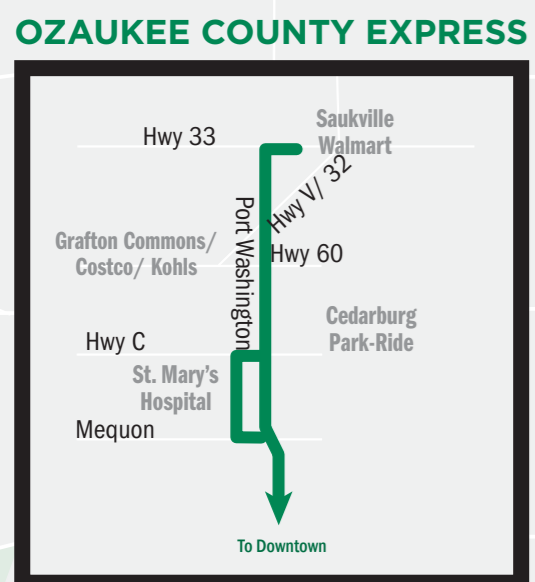 OZAUKEE COUNTY EXPRESS
Saukville
Walmart
Hwy 33
Hwy V/ 32
Port Washington
Grafton Commons/
Costco/ Kohls
Hwy 60
Cedarburg
Park-Ride
Hwy C
St. Mary's
Hospital
Mequon
To Downtown